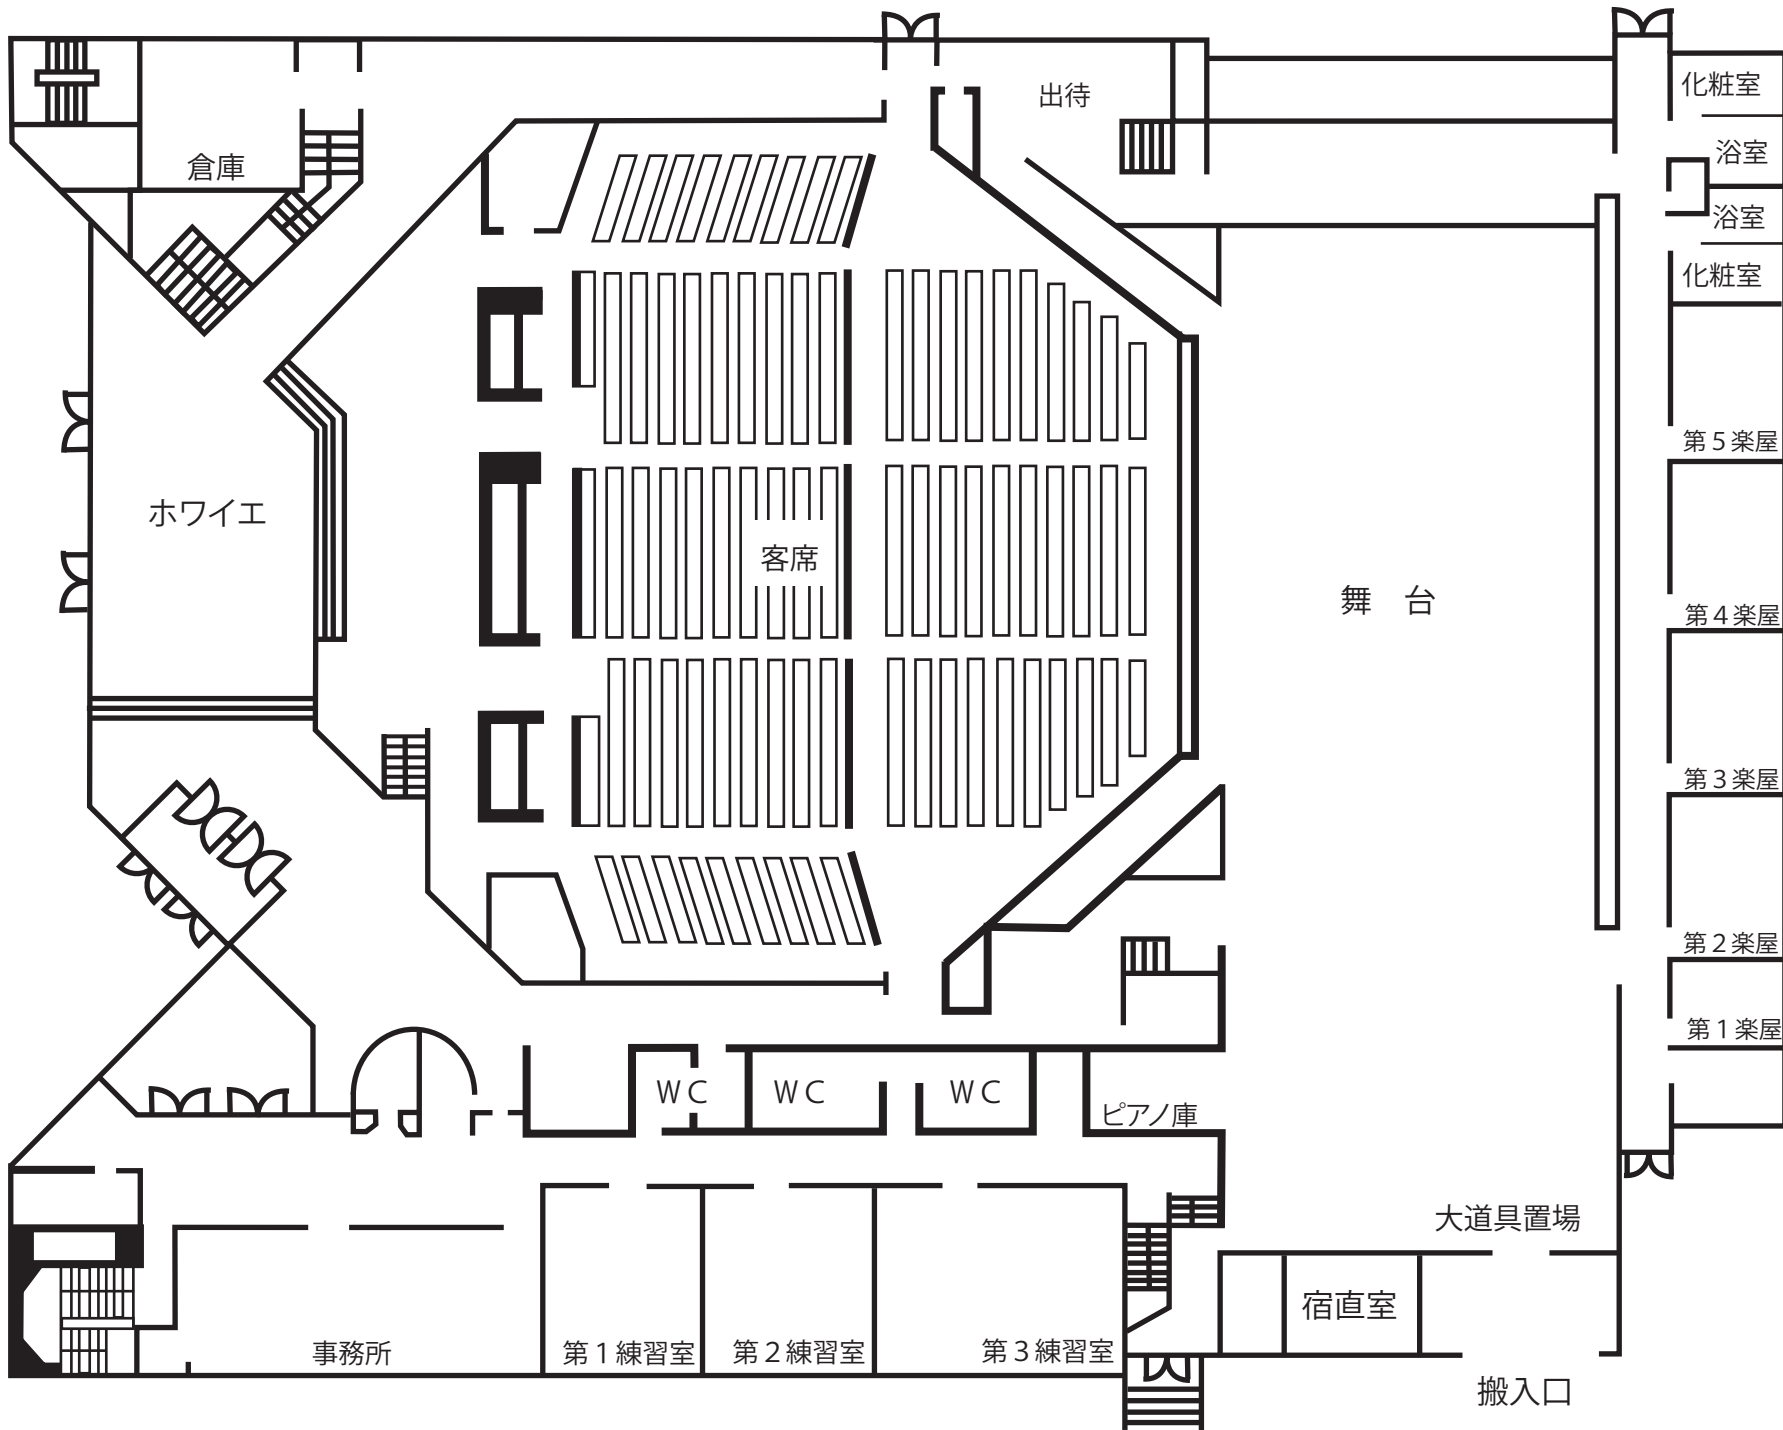 出待
化粧室
浴室
倉庫
浴室
化粧室
第５楽屋
ホワイエ
客席
舞　台
第４楽屋
第３楽屋
第２楽屋
第１楽屋
ＷＣ
ＷＣ
ＷＣ
ピアノ庫
大道具置場
宿直室
事務所
第１練習室
第２練習室
第３練習室
搬入口